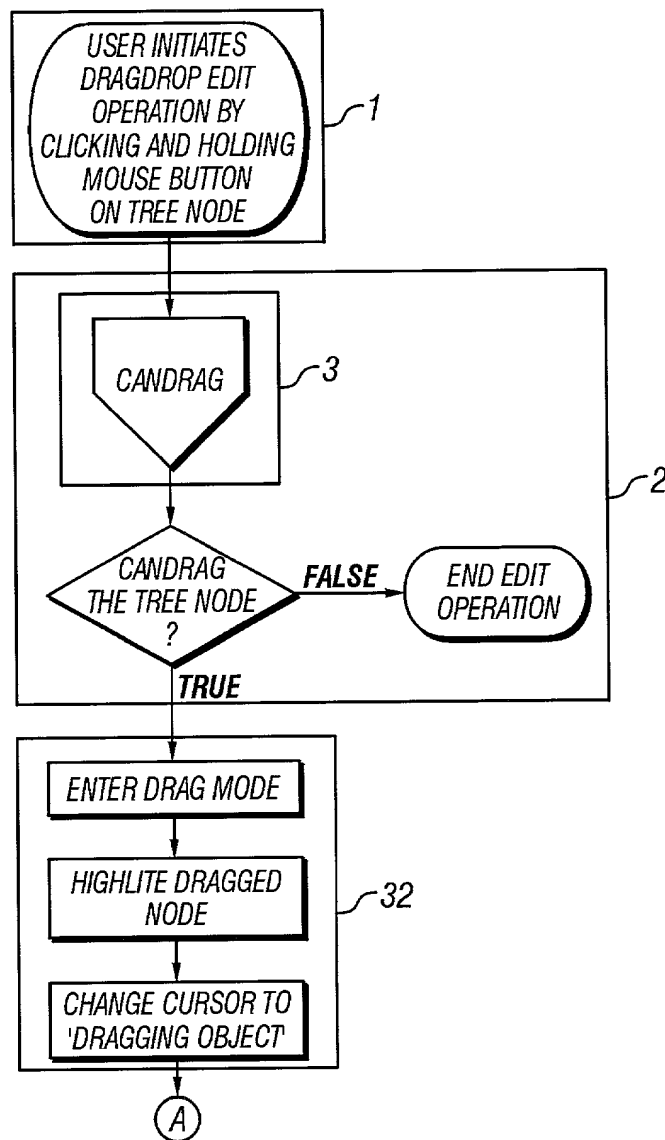 USER INITIATES
DRAGDROP EDIT
OPERATION BY
CLICKING AND HOLDING
MOUSE BUTTON
ON TREE NODE
1
CANDRAG
3
2
CANDRAG
THE TREE NODE
?
FALSE
END EDIT
OPERATION
TRUE
ENTER DRAG MODE
HIGHLITE DRAGGED
NODE
32
CHANGE CURSOR TO
'DRAGGING OBJECT'
A